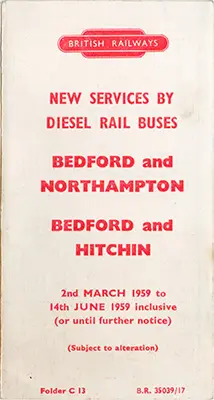 BRITISH RAILWAYS
NEW SERVICES BY
DIESEL RAIL BUSES
BEDFORD and
NORTHAMPTON
BEDFORD and
HITCHIN
2nd MARCH 1959 to
14th JUNE 1959 inclusive
(or until further notice)
(Subject to alteration)
Folder C 13 B.R. 35039/17